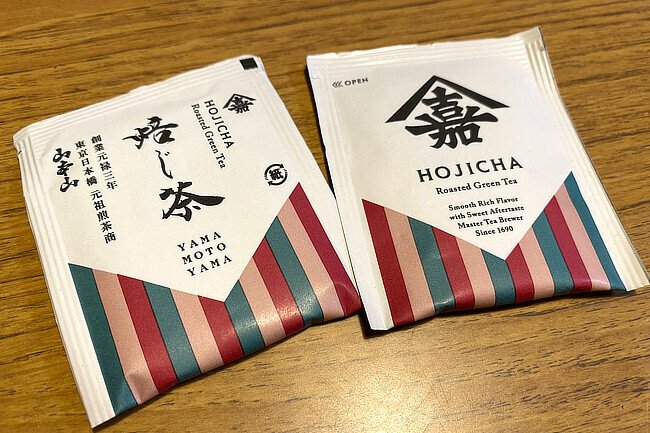 嘉
HOJICHA
Roasted Green Tea
焙じ茶
創業元禄三年
東京日本橋 元祖煎茶商
山本山
紙
YAMA
MOTO
YAMA
OPEN
嘉
HOJICHA
Roasted Green Tea
Smooth Rich Flavor
with Sweet Aftertaste
Master Tea Brewer
Since 1690